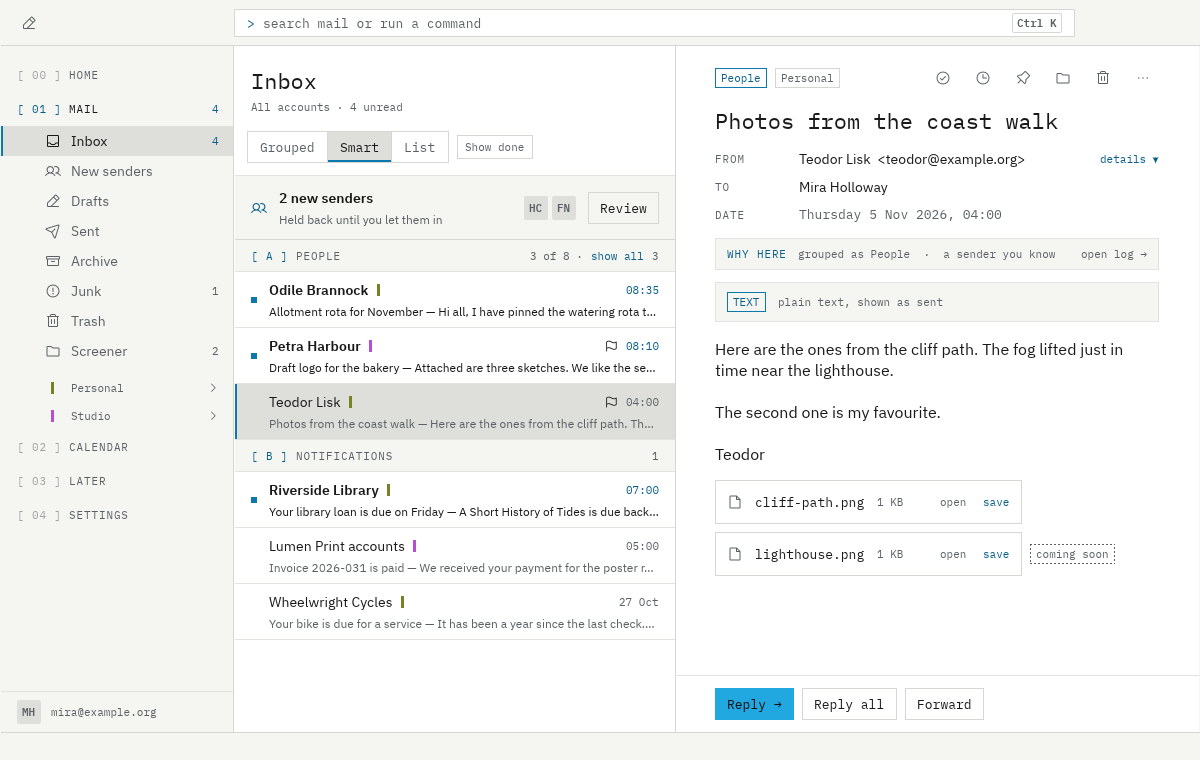 > search mail or run a command
Ctrl K
[ 00 ] HOME
[ 01 ] MAIL 4
Inbox 4
New senders
Drafts
Sent
Archive
Junk 1
Trash
Screener 2
Personal
Studio
[ 02 ] CALENDAR
[ 03 ] LATER
[ 04 ] SETTINGS
MH mira@example.org
Inbox
All accounts · 4 unread
Grouped Smart List Show done
2 new senders
Held back until you let them in
HC FN Review
[ A ] PEOPLE 3 of 8 · show all 3
Odile Brannock 08:35
Allotment rota for November — Hi all, I have pinned the watering rota t…
Petra Harbour 08:10
Draft logo for the bakery — Attached are three sketches. We like the se…
Teodor Lisk 04:00
Photos from the coast walk — Here are the ones from the cliff path. Th…
[ B ] NOTIFICATIONS 1
Riverside Library 07:00
Your library loan is due on Friday — A Short History of Tides is due back…
Lumen Print accounts 05:00
Invoice 2026-031 is paid — We received your payment for the poster r…
Wheelwright Cycles 27 Oct
Your bike is due for a service — It has been a year since the last check.…
People Personal
Photos from the coast walk
FROM Teodor Lisk <teodor@example.org> details ▾
TO Mira Holloway
DATE Thursday 5 Nov 2026, 04:00
WHY HERE grouped as People · a sender you know open log →
TEXT plain text, shown as sent
Here are the ones from the cliff path. The fog lifted just in
time near the lighthouse.
The second one is my favourite.
Teodor
cliff-path.png 1 KB open save
lighthouse.png 1 KB open save coming soon
Reply → Reply all Forward